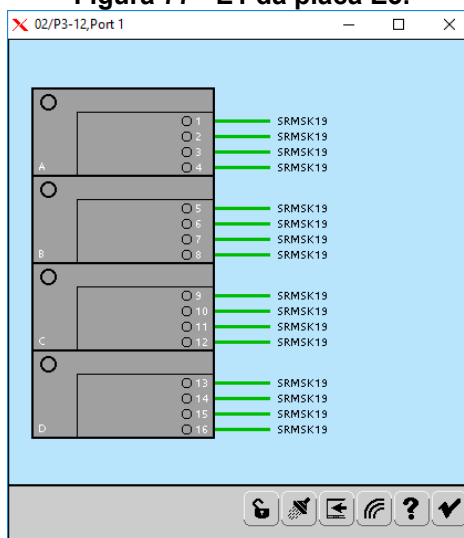 Figura 77 - E1 da placa E3.
02/P3-12,Port 1
1 SRMSK19
2 SRMSK19
3 SRMSK19
A 4 SRMSK19
5 SRMSK19
6 SRMSK19
7 SRMSK19
B 8 SRMSK19
9 SRMSK19
10 SRMSK19
11 SRMSK19
C 12 SRMSK19
13 SRMSK19
14 SRMSK19
15 SRMSK19
D 16 SRMSK19
?